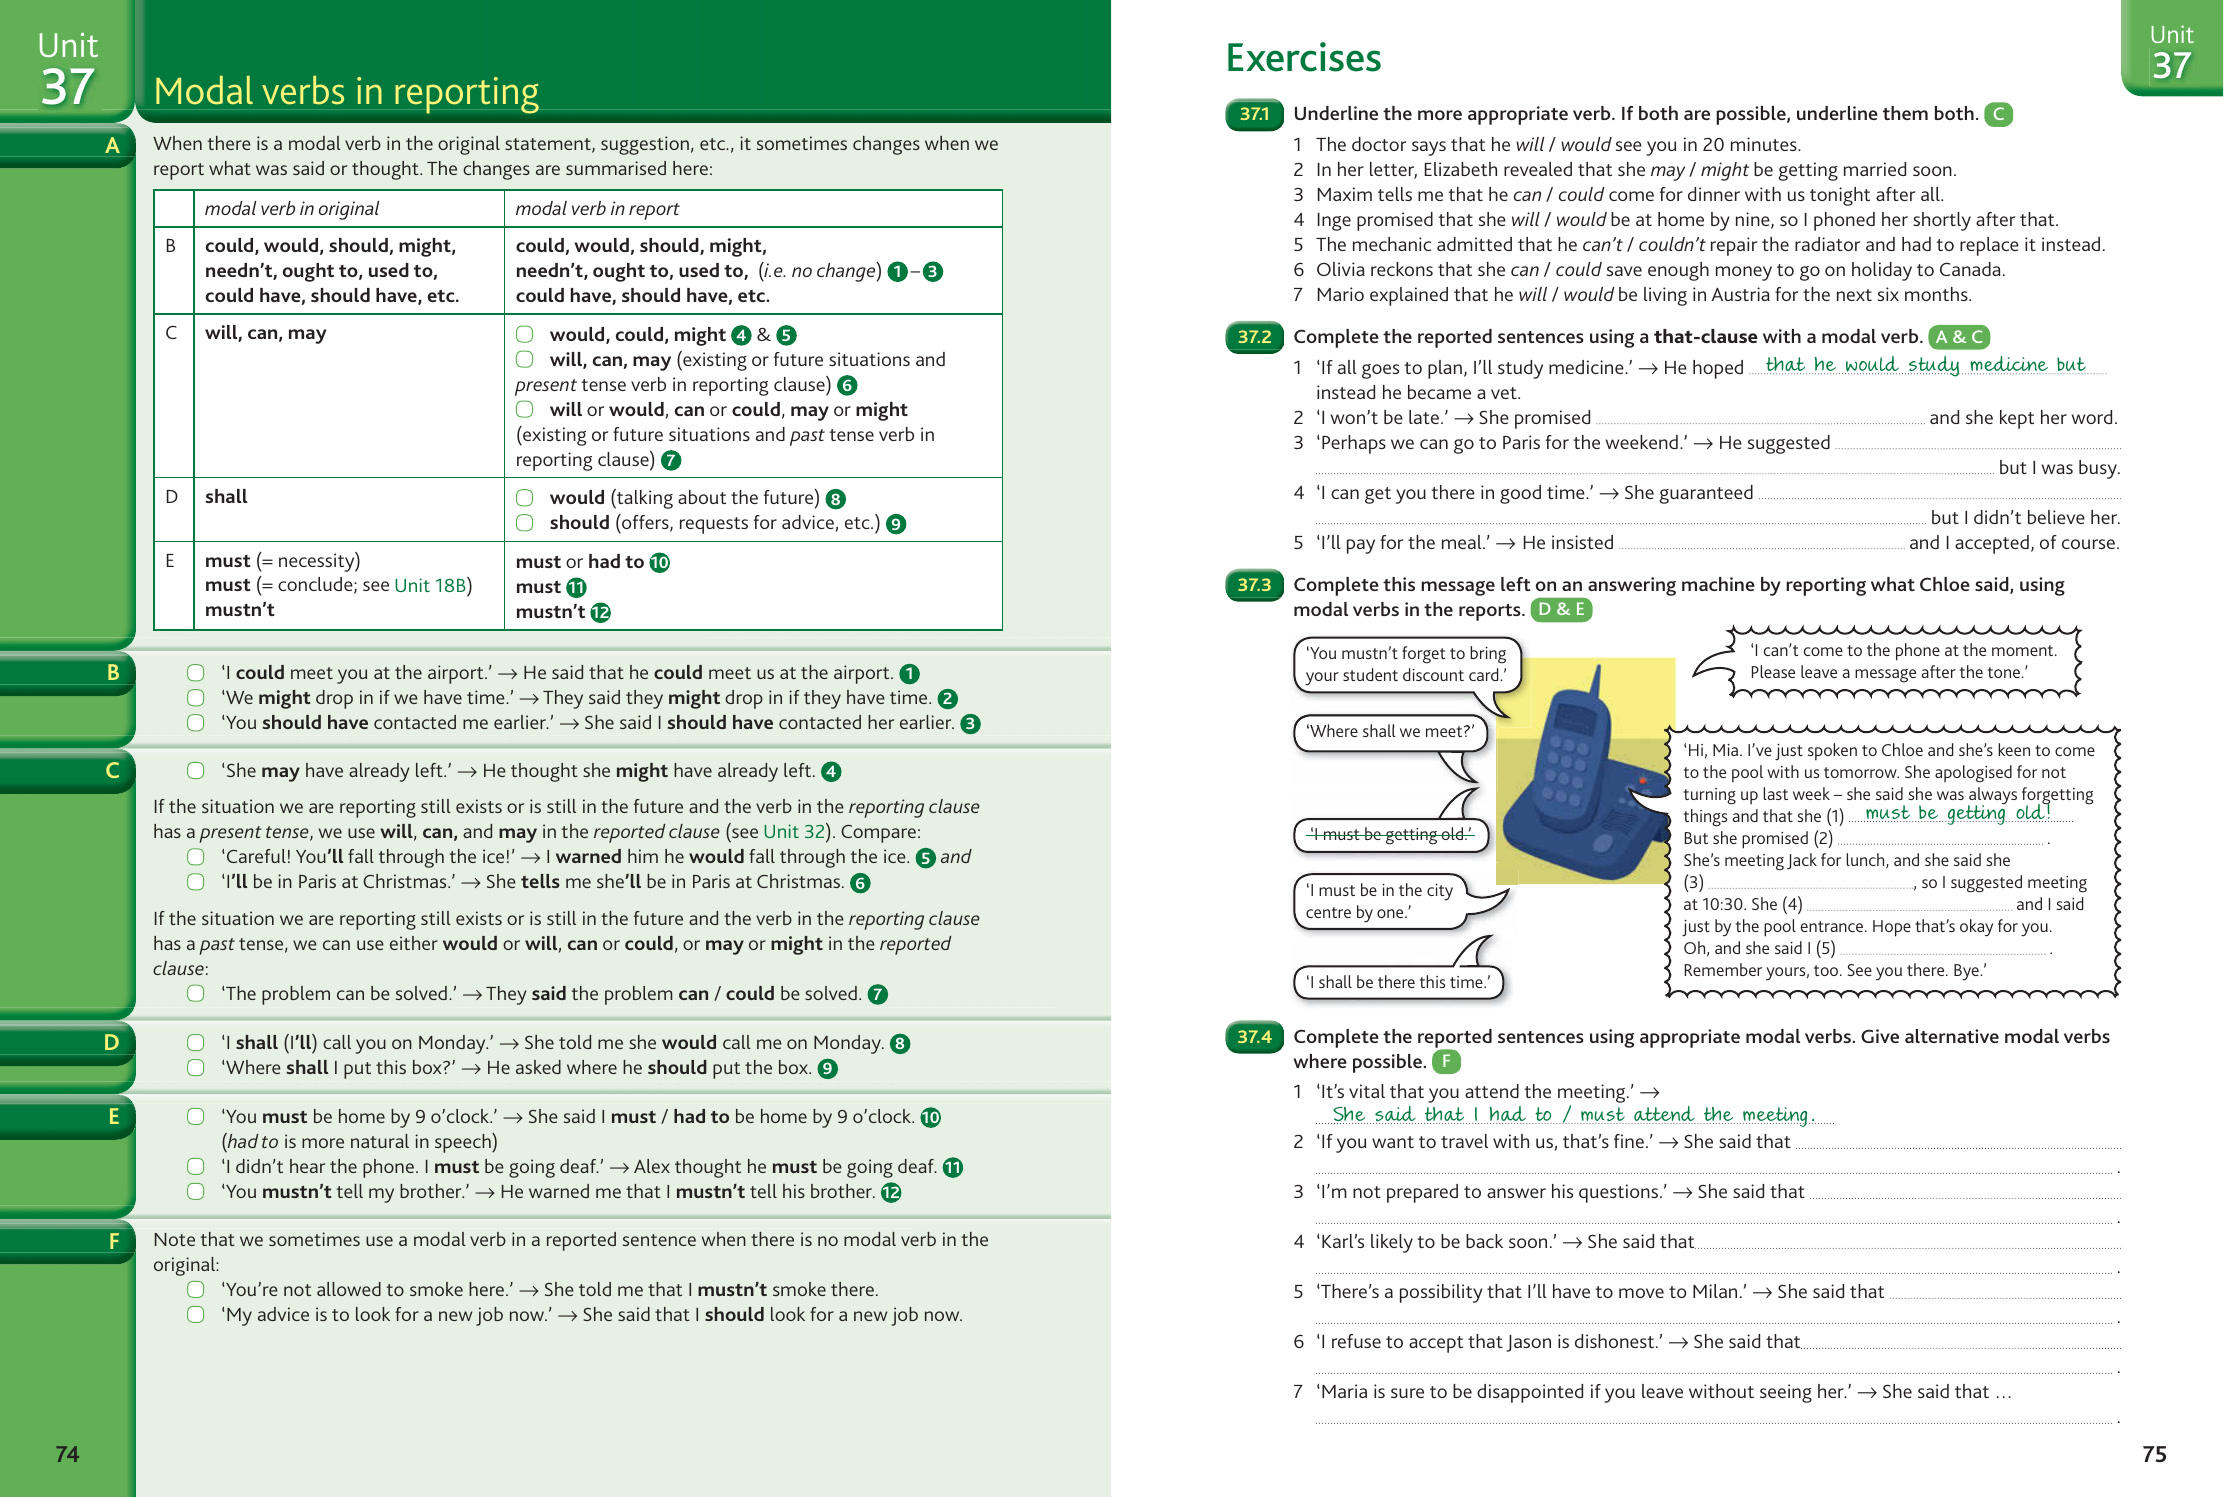 Unit
37
Modal verbs in reporting
A
When there is a modal verb in the original statement, suggestion, etc., it sometimes changes when we
report what was said or thought. The changes are summarised here:
modal verb in original
modal verb in report
B
could, would, should, might,
needn’t, ought to, used to,
could have, should have, etc.
could, would, should, might,
needn’t, ought to, used to, (i.e. no change) 1–3
could have, should have, etc.
C
will, can, may
would, could, might 4 & 5
will, can, may (existing or future situations and
present tense verb in reporting clause) 6
will or would, can or could, may or might
(existing or future situations and past tense verb in
reporting clause) 7
D
shall
would (talking about the future) 8
should (offers, requests for advice, etc.) 9
E
must (= necessity)
must (= conclude; see Unit 18B)
mustn’t
must or had to 10
must 11
mustn’t 12
B
‘I could meet you at the airport.’ → He said that he could meet us at the airport. 1
‘We might drop in if we have time.’ → They said they might drop in if they have time. 2
‘You should have contacted me earlier.’ → She said I should have contacted her earlier. 3
C
‘She may have already left.’ → He thought she might have already left. 4
If the situation we are reporting still exists or is still in the future and the verb in the reporting clause
has a present tense, we use will, can, and may in the reported clause (see Unit 32). Compare:
‘Careful! You’ll fall through the ice!’ → I warned him he would fall through the ice. 5 and
‘I’ll be in Paris at Christmas.’ → She tells me she’ll be in Paris at Christmas. 6
If the situation we are reporting still exists or is still in the future and the verb in the reporting clause
has a past tense, we can use either would or will, can or could, or may or might in the reported
clause:
‘The problem can be solved.’ → They said the problem can / could be solved. 7
D
‘I shall (I’ll) call you on Monday.’ → She told me she would call me on Monday. 8
‘Where shall I put this box?’ → He asked where he should put the box. 9
E
‘You must be home by 9 o’clock.’ → She said I must / had to be home by 9 o’clock. 10
(had to is more natural in speech)
‘I didn’t hear the phone. I must be going deaf.’ → Alex thought he must be going deaf. 11
‘You mustn’t tell my brother.’ → He warned me that I mustn’t tell his brother. 12
F
Note that we sometimes use a modal verb in a reported sentence when there is no modal verb in the
original:
‘You’re not allowed to smoke here.’ → She told me that I mustn’t smoke there.
‘My advice is to look for a new job now.’ → She said that I should look for a new job now.
74
Exercises
Unit
37
37.1 Underline the more appropriate verb. If both are possible, underline them both. C
1 The doctor says that he will / would see you in 20 minutes.
2 In her letter, Elizabeth revealed that she may / might be getting married soon.
3 Maxim tells me that he can / could come for dinner with us tonight after all.
4 Inge promised that she will / would be at home by nine, so I phoned her shortly after that.
5 The mechanic admitted that he can’t / couldn’t repair the radiator and had to replace it instead.
6 Olivia reckons that she can / could save enough money to go on holiday to Canada.
7 Mario explained that he will / would be living in Austria for the next six months.
37.2 Complete the reported sentences using a that-clause with a modal verb. A & C
1 ‘If all goes to plan, I’ll study medicine.’ → He hoped that he would study medicine but
instead he became a vet.
2 ‘I won’t be late.’ → She promised and she kept her word.
3 ‘Perhaps we can go to Paris for the weekend.’ → He suggested
but I was busy.
4 ‘I can get you there in good time.’ → She guaranteed
but I didn’t believe her.
5 ‘I’ll pay for the meal.’ → He insisted and I accepted, of course.
37.3 Complete this message left on an answering machine by reporting what Chloe said, using
modal verbs in the reports. D & E
‘You mustn’t forget to bring
your student discount card.’
‘Where shall we meet?’
‘I must be getting old.’
‘I must be in the city
centre by one.’
‘I shall be there this time.’
‘I can’t come to the phone at the moment.
Please leave a message after the tone.’
‘Hi, Mia. I’ve just spoken to Chloe and she’s keen to come
to the pool with us tomorrow. She apologised for not
turning up last week – she said she was always forgetting
things and that she (1) must be getting old!
But she promised (2) .
She’s meeting Jack for lunch, and she said she
(3) , so I suggested meeting
at 10:30. She (4) and I said
just by the pool entrance. Hope that’s okay for you.
Oh, and she said I (5) .
Remember yours, too. See you there. Bye.’
37.4 Complete the reported sentences using appropriate modal verbs. Give alternative modal verbs
where possible. F
1 ‘It’s vital that you attend the meeting.’ →
She said that I had to / must attend the meeting.
2 ‘If you want to travel with us, that’s fine.’ → She said that
.
3 ‘I’m not prepared to answer his questions.’ → She said that
.
4 ‘Karl’s likely to be back soon.’ → She said that
.
5 ‘There’s a possibility that I’ll have to move to Milan.’ → She said that
.
6 ‘I refuse to accept that Jason is dishonest.’ → She said that
.
7 ‘Maria is sure to be disappointed if you leave without seeing her.’ → She said that …
.
75